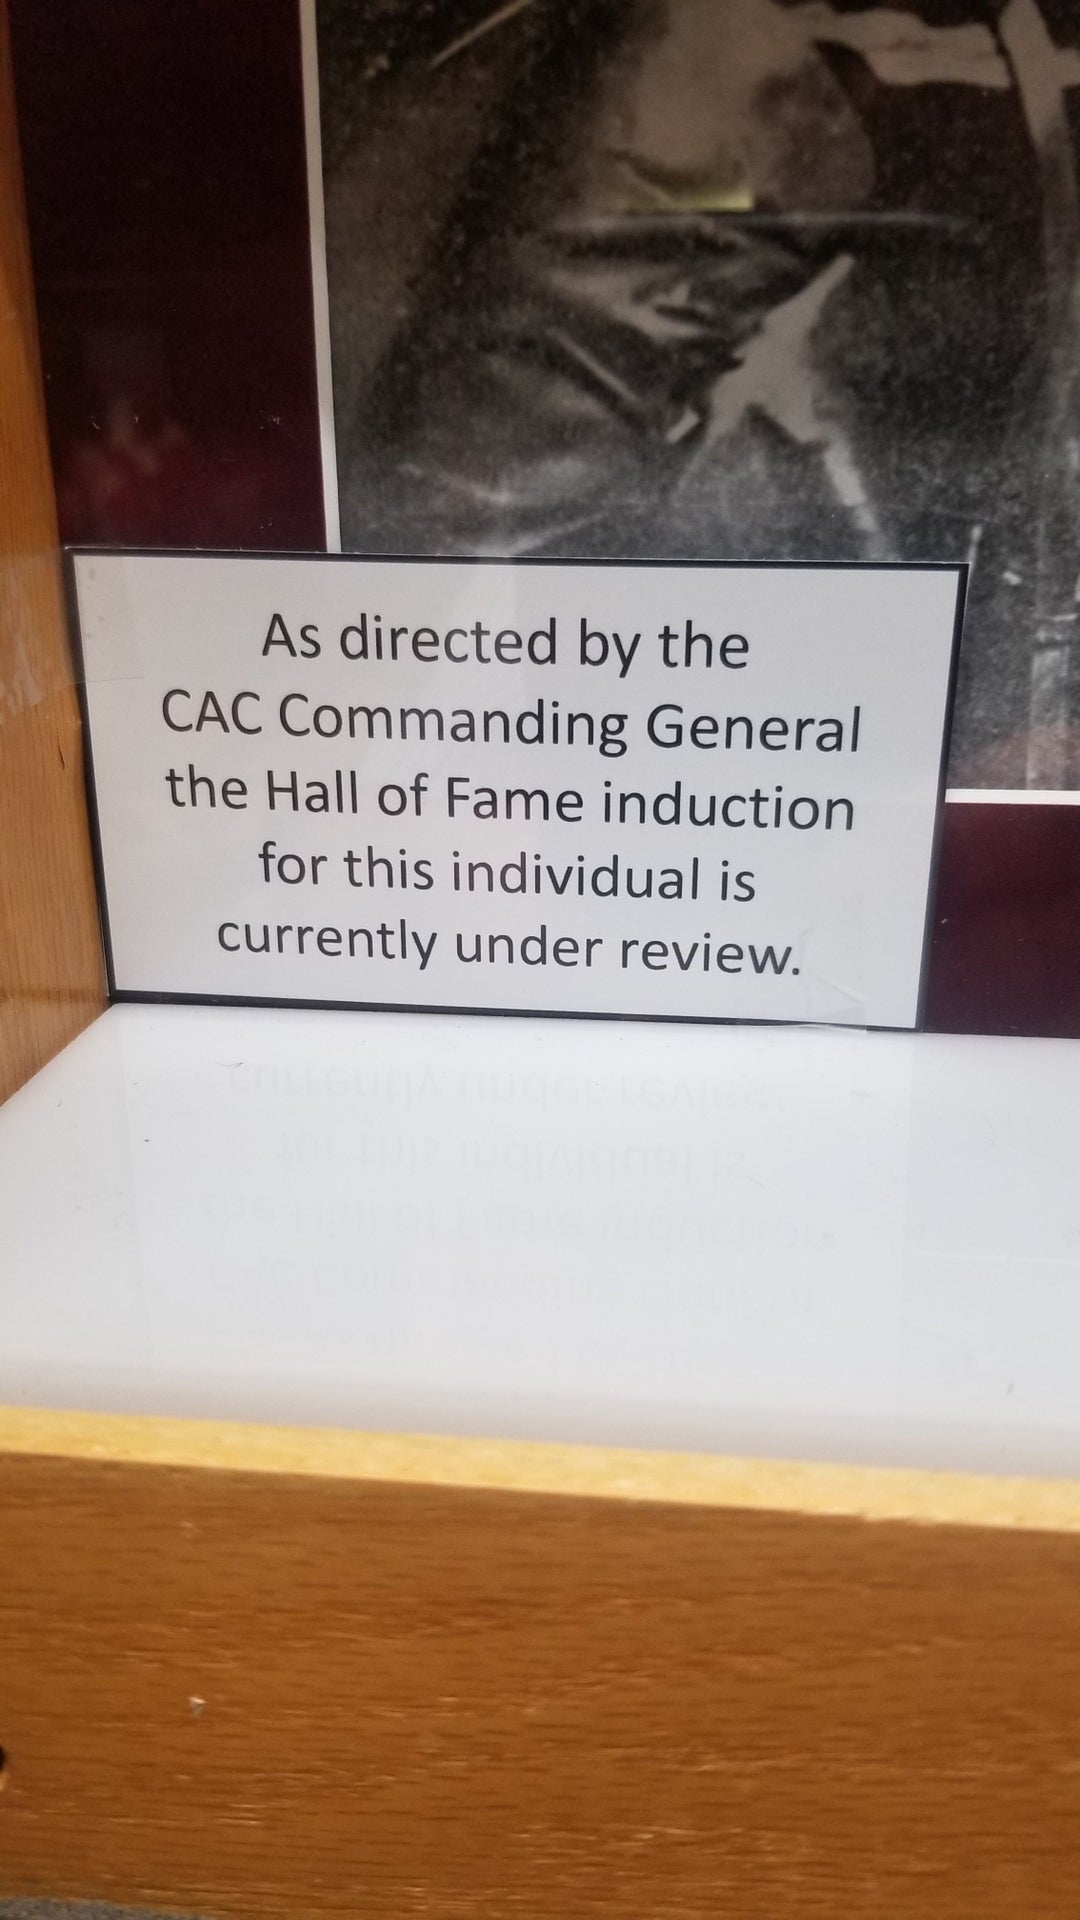 As directed by the
CAC Commanding General
the Hall of Fame induction
for this individual is
currently under review.